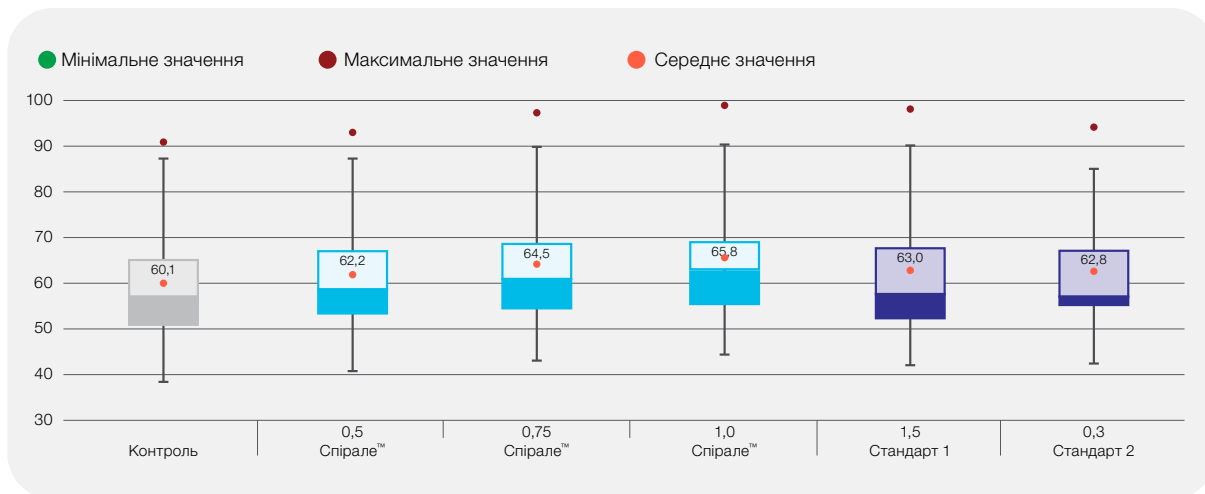 Мінімальне значення Максимальне значення Середнє значення
100
90
80
70
60
50
40
30
60,1 62,2 64,5 65,8 63,0 62,8
0,5 0,75 1,0 1,5 0,3
Контроль Спірале™ Спірале™ Спірале™ Стандарт 1 Стандарт 2